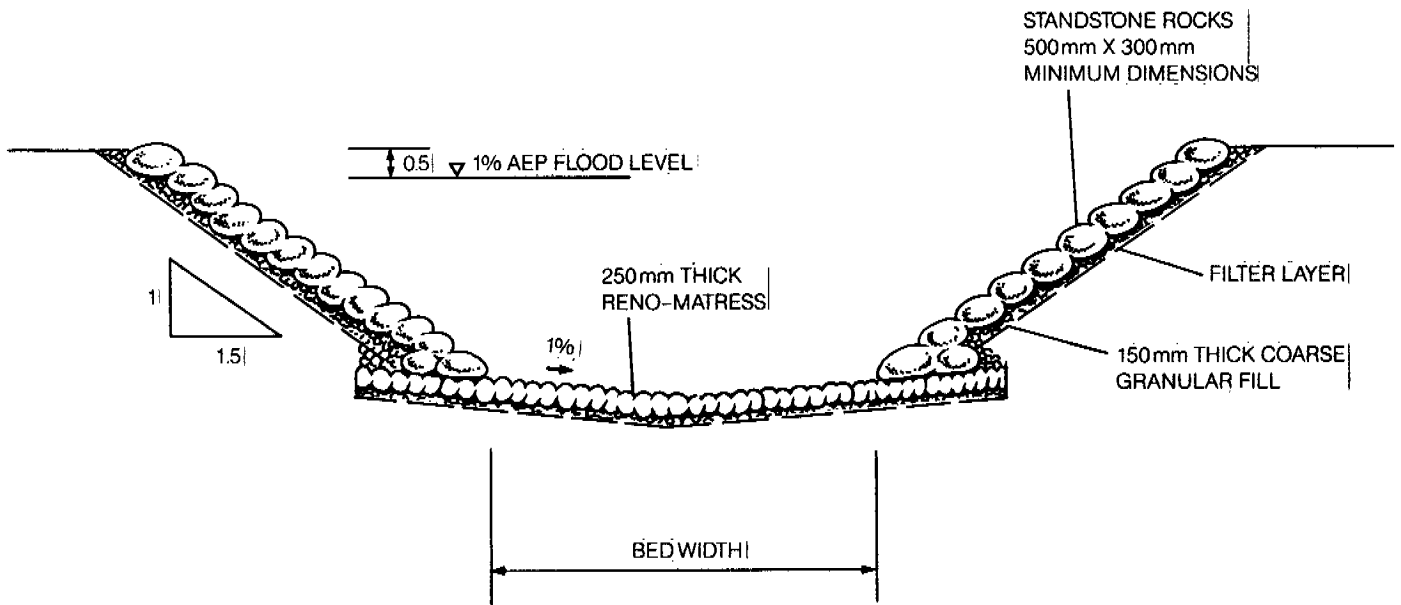 STANDSTONE ROCKS
500mm X 300mm
MINIMUM DIMENSIONS
0.5
1% AEP FLOOD LEVEL
250mm THICK
RENO-MATRESS
FILTER LAYER
1
1.5
1%
150mm THICK COARSE
GRANULAR FILL
BED WIDTH